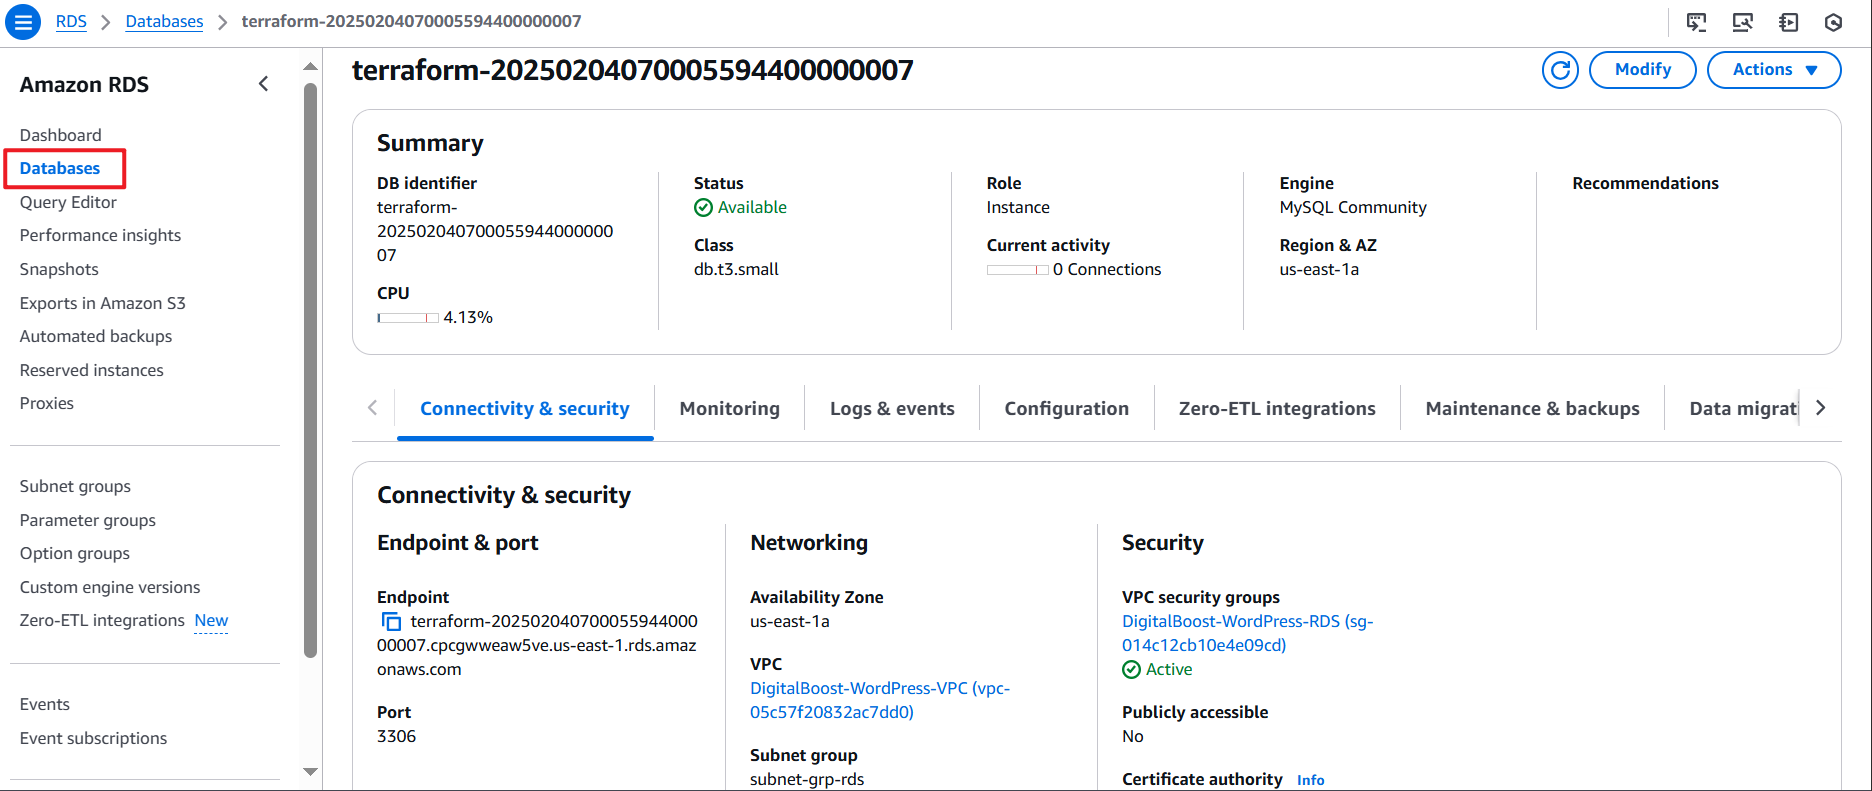 RDS > Databases > terraform-20250204070005594400000007
Amazon RDS
Dashboard
Databases
Query Editor
Performance insights
Snapshots
Exports in Amazon S3
Automated backups
Reserved instances
Proxies
Subnet groups
Parameter groups
Option groups
Custom engine versions
Zero-ETL integrations New
Events
Event subscriptions
terraform-20250204070005594400000007
Modify
Actions
Summary
DB identifier
terraform-
202502040700055944000000
07
CPU
4.13%
Status
Available
Class
db.t3.small
Role
Instance
Current activity
0 Connections
Engine
MySQL Community
Region & AZ
us-east-1a
Recommendations
Connectivity & security
Monitoring
Logs & events
Configuration
Zero-ETL integrations
Maintenance & backups
Data migrat
Connectivity & security
Endpoint & port
Endpoint
terraform-202502040700055944000
00007.cpcgwweaw5ve.us-east-1.rds.amaz
onaws.com
Port
3306
Networking
Availability Zone
us-east-1a
VPC
DigitalBoost-WordPress-VPC (vpc-
05c57f20832ac7dd0)
Subnet group
subnet-grp-rds
Security
VPC security groups
DigitalBoost-WordPress-RDS (sg-
014c12cb10e4e09cd)
Active
Publicly accessible
No
Certificate authority Info